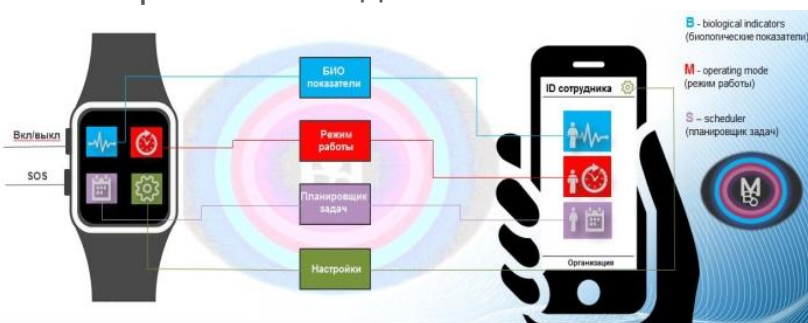 Вкл/выкл
SOS
БИО
показатели
Режим
работы
Планировщик
задач
Настройки
ID сотрудника
Организация
B - biological indicators
(биологические показатели)
M - operating mode
(режим работы)
S – scheduler
(планировщик задач)